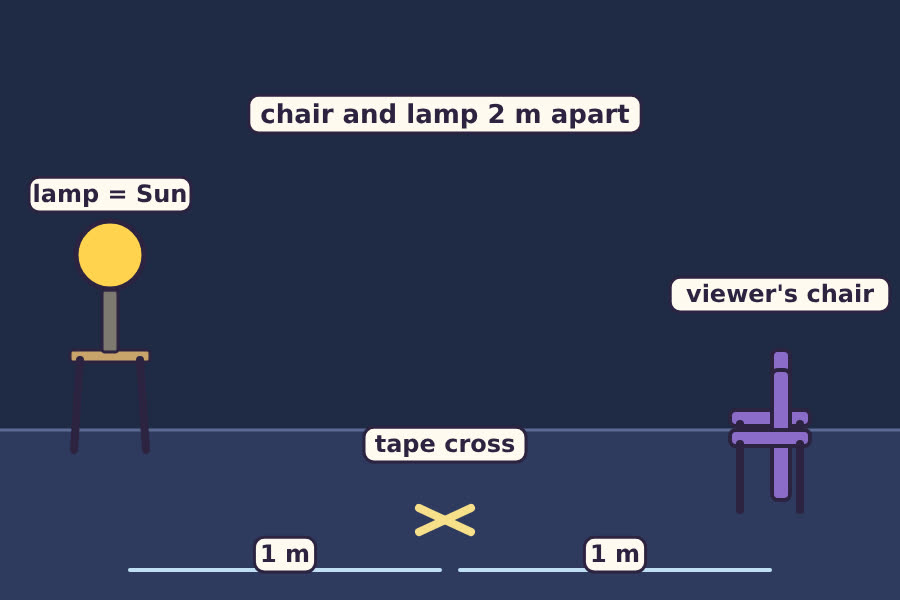 chair and lamp 2 m apart
lamp = Sun
viewer's chair
tape cross
1 m
1 m